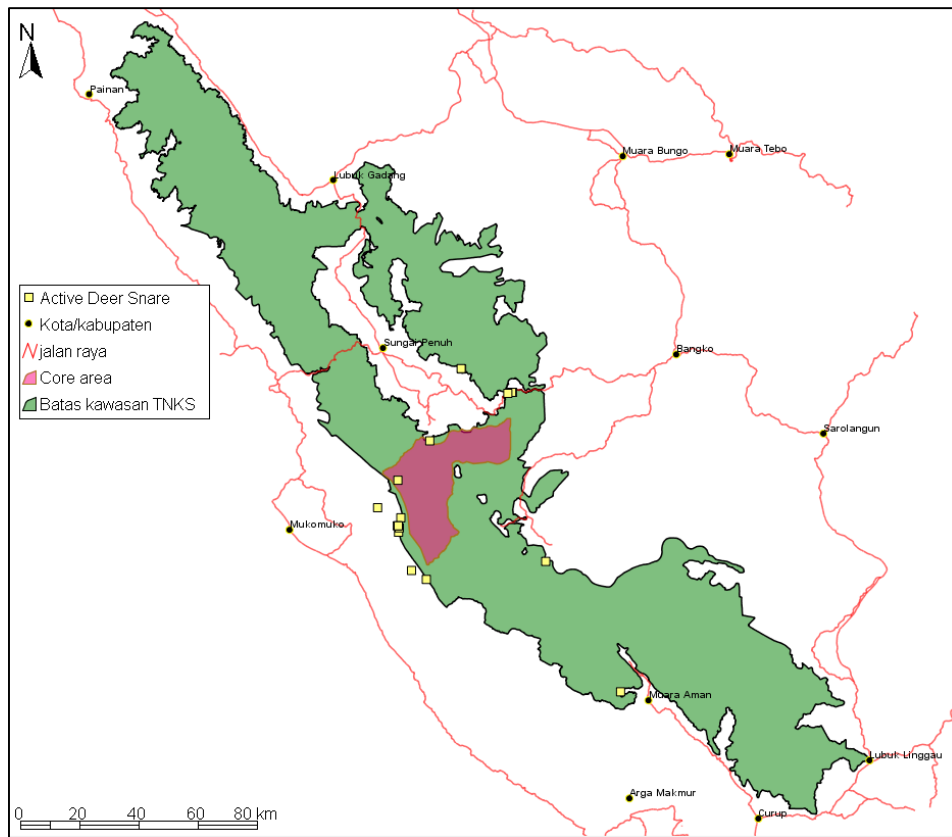 N
Painan
Muara Bungo
Muara Tebo
Lubuk Gadang
Active Deer Snare
Kota/kabupaten
jalan raya
Core area
Batas kawasan TNKS
Sungai Penuh
Bangko
Sarolangun
Mukomuko
Muara Aman
Lubuk Linggau
Arga Makmur
Curup
0 20 40 60 80 km